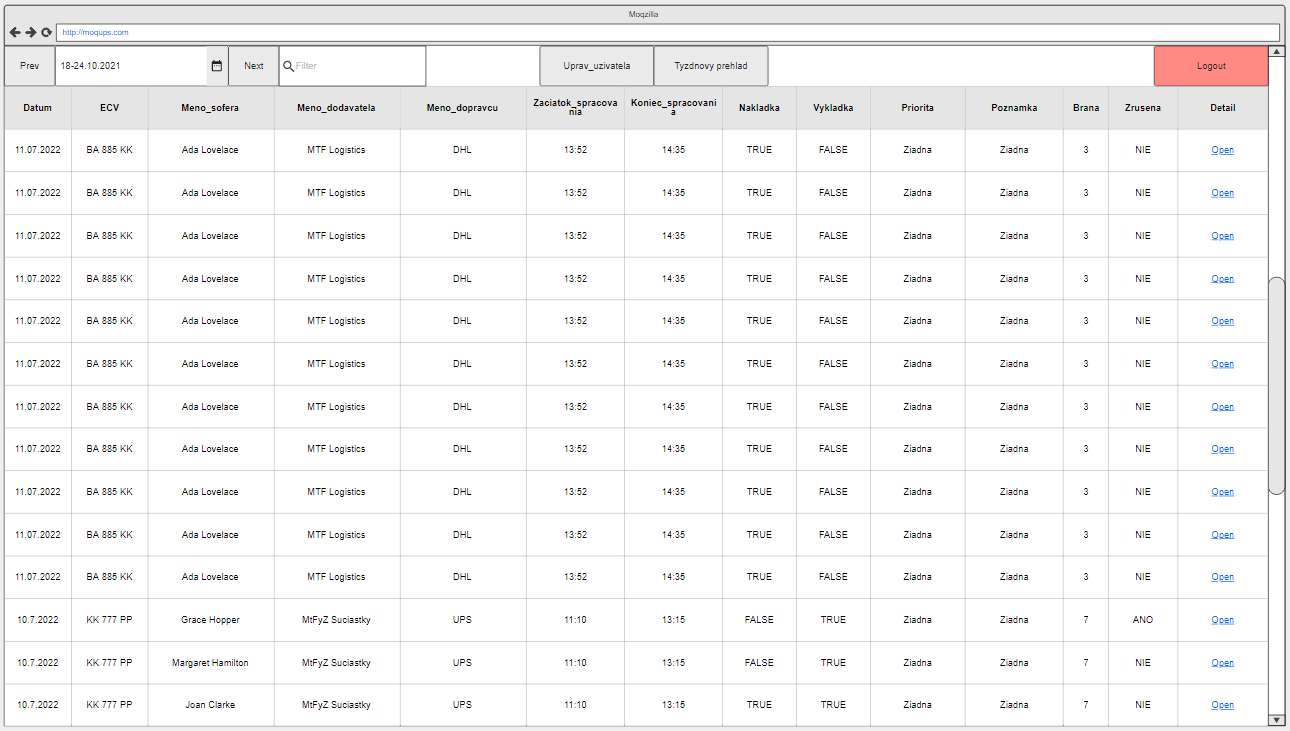 Moqzilla
http://moqups.com
Prev 18-24.10.2021 Next Filter Uprav_uzivatela Tyzdnovy prehlad Logout
Datum ECV Meno_sofera Meno_dodavatela Meno_dopravcu Zaciatok_spracova Koniec_spracovani Nakladka Vykladka Priorita Poznamka Brana Zrusena Detail
nia a
11.07.2022 BA 885 KK Ada Lovelace MTF Logistics DHL 13:52 14:35 TRUE FALSE Ziadna Ziadna 3 NIE Open
11.07.2022 BA 885 KK Ada Lovelace MTF Logistics DHL 13:52 14:35 TRUE FALSE Ziadna Ziadna 3 NIE Open
11.07.2022 BA 885 KK Ada Lovelace MTF Logistics DHL 13:52 14:35 TRUE FALSE Ziadna Ziadna 3 NIE Open
11.07.2022 BA 885 KK Ada Lovelace MTF Logistics DHL 13:52 14:35 TRUE FALSE Ziadna Ziadna 3 NIE Open
11.07.2022 BA 885 KK Ada Lovelace MTF Logistics DHL 13:52 14:35 TRUE FALSE Ziadna Ziadna 3 NIE Open
11.07.2022 BA 885 KK Ada Lovelace MTF Logistics DHL 13:52 14:35 TRUE FALSE Ziadna Ziadna 3 NIE Open
11.07.2022 BA 885 KK Ada Lovelace MTF Logistics DHL 13:52 14:35 TRUE FALSE Ziadna Ziadna 3 NIE Open
11.07.2022 BA 885 KK Ada Lovelace MTF Logistics DHL 13:52 14:35 TRUE FALSE Ziadna Ziadna 3 NIE Open
11.07.2022 BA 885 KK Ada Lovelace MTF Logistics DHL 13:52 14:35 TRUE FALSE Ziadna Ziadna 3 NIE Open
11.07.2022 BA 885 KK Ada Lovelace MTF Logistics DHL 13:52 14:35 TRUE FALSE Ziadna Ziadna 3 NIE Open
11.07.2022 BA 885 KK Ada Lovelace MTF Logistics DHL 13:52 14:35 TRUE FALSE Ziadna Ziadna 3 NIE Open
10.7.2022 KK 777 PP Grace Hopper MtFyZ Suciastky UPS 11:10 13:15 FALSE TRUE Ziadna Ziadna 7 ANO Open
10.7.2022 KK 777 PP Margaret Hamilton MtFyZ Suciastky UPS 11:10 13:15 FALSE TRUE Ziadna Ziadna 7 NIE Open
10.7.2022 KK 777 PP Joan Clarke MtFyZ Suciastky UPS 11:10 13:15 TRUE TRUE Ziadna Ziadna 7 NIE Open